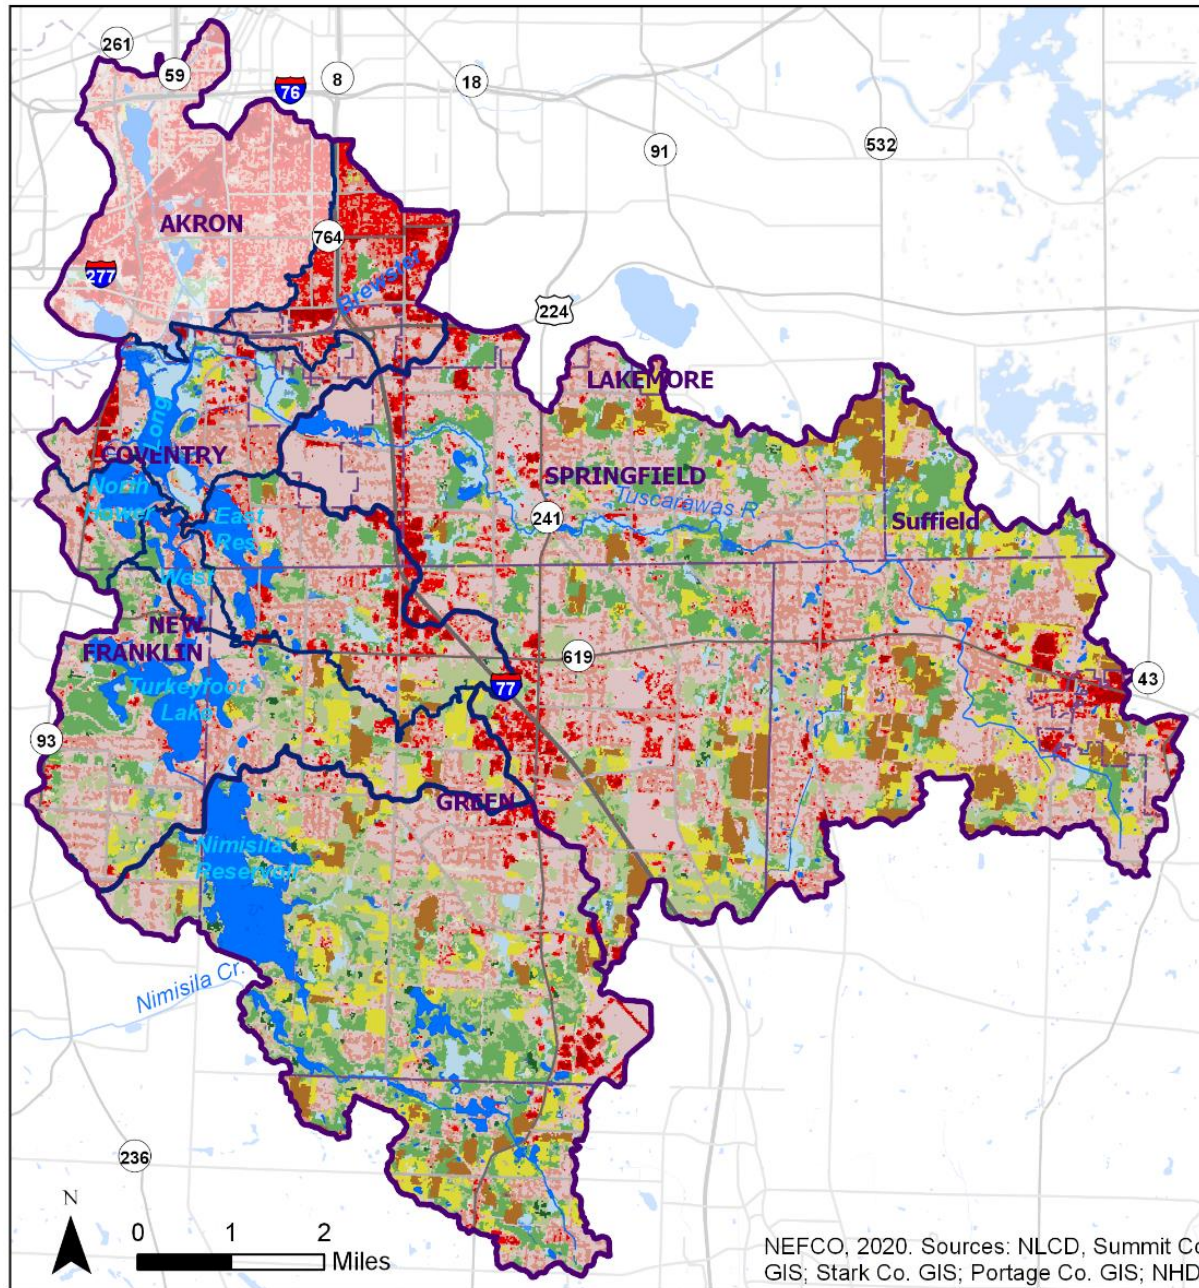 261
59
8
18
76
91
532
AKRON
764
277
Brewster
224
LAKEMORE
Long
COVENTRY
North
SPRINGFIELD
Tuscarawas R.
East
Res
241
Suffield
West
NEW
FRANKLIN
619
Turkeyfoot
Lake
77
43
93
GREEN
Nimisila
Reservoir
Nimisila Cr.
236
N
0 1 2
Miles
NEFCO, 2020. Sources: NLCD, Summit Co
GIS; Stark Co. GIS; Portage Co. GIS; NHD